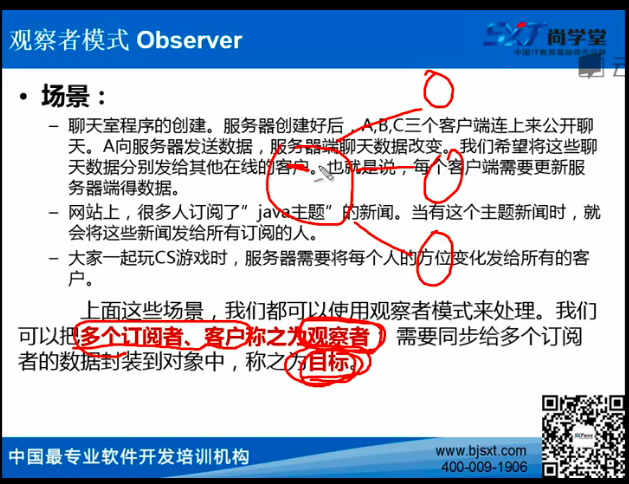 观察者模式 Observer
SXT 尚学堂
中国IT教育高端领先品牌
云
• 场景：
– 聊天室程序的创建。服务器创建好后，A,B,C三个客户端连上来公开聊
天。A向服务器发送数据，服务器端聊天数据改变。我们希望将这些聊
天数据分别发给其他在线的客户。也就是说，每个客户端需要更新服
务器端得数据。
– 网站上，很多人订阅了"java主题"的新闻。当有这个主题新闻时，就
会将这些新闻发给所有订阅的人。
– 大家一起玩CS游戏时，服务器需要将每个人的方位变化发给所有的客
户。
上面这些场景，我们都可以使用观察者模式来处理。我们
可以把多个订阅者、客户称之为观察者；需要同步给多个订阅
者的数据封装到对象中，称之为目标。
中国最专业软件开发培训机构
www.bjsxt.com
400-009-1906